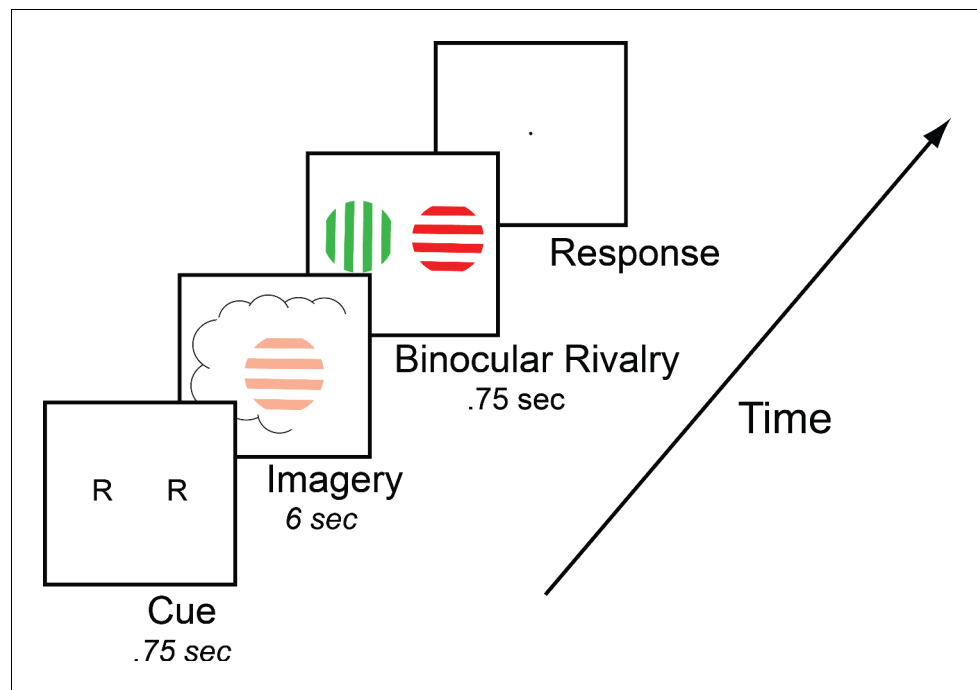 Response
Binocular Rivalry
.75 sec
Time
Imagery
6 sec
R R
Cue
.75 sec